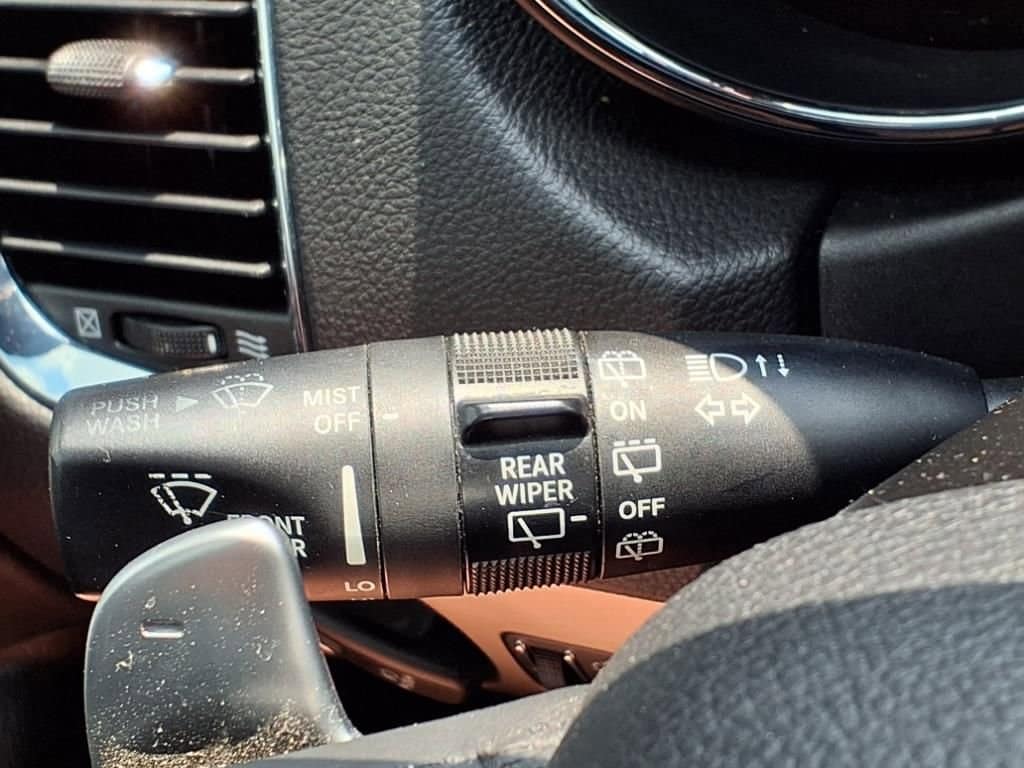 PUSH
WASH
MIST
OFF
FRONT
LO
REAR
WIPER
ON
OFF